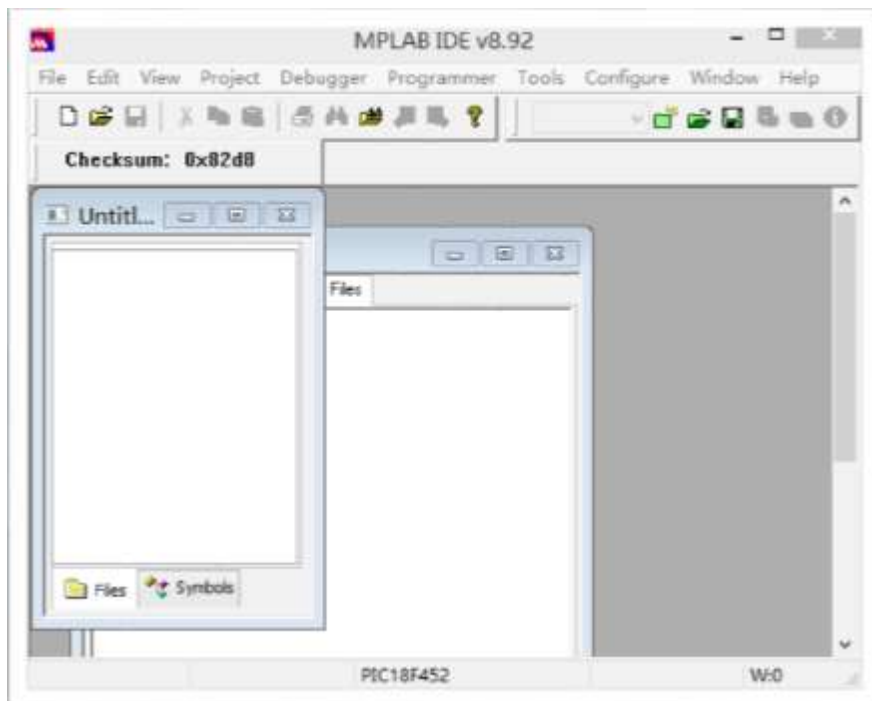 MPLAB IDE v8.92
File Edit View Project Debugger Programmer Tools Configure Window Help
Checksum: 0x82d8
Untitl...
Files
Files Symbols
PIC18F452 W:0